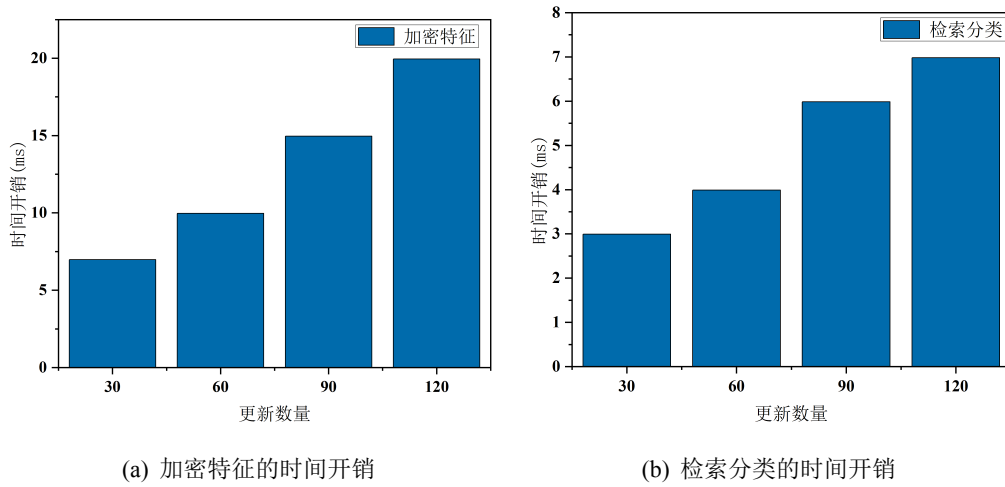 加密特征
20
15
10
5
0
时间开销(ms)
30 60 90 120
更新数量
(a) 加密特征的时间开销
检索分类
8
7
6
5
4
3
2
1
0
时间开销(ms)
30 60 90 120
更新数量
(b) 检索分类的时间开销